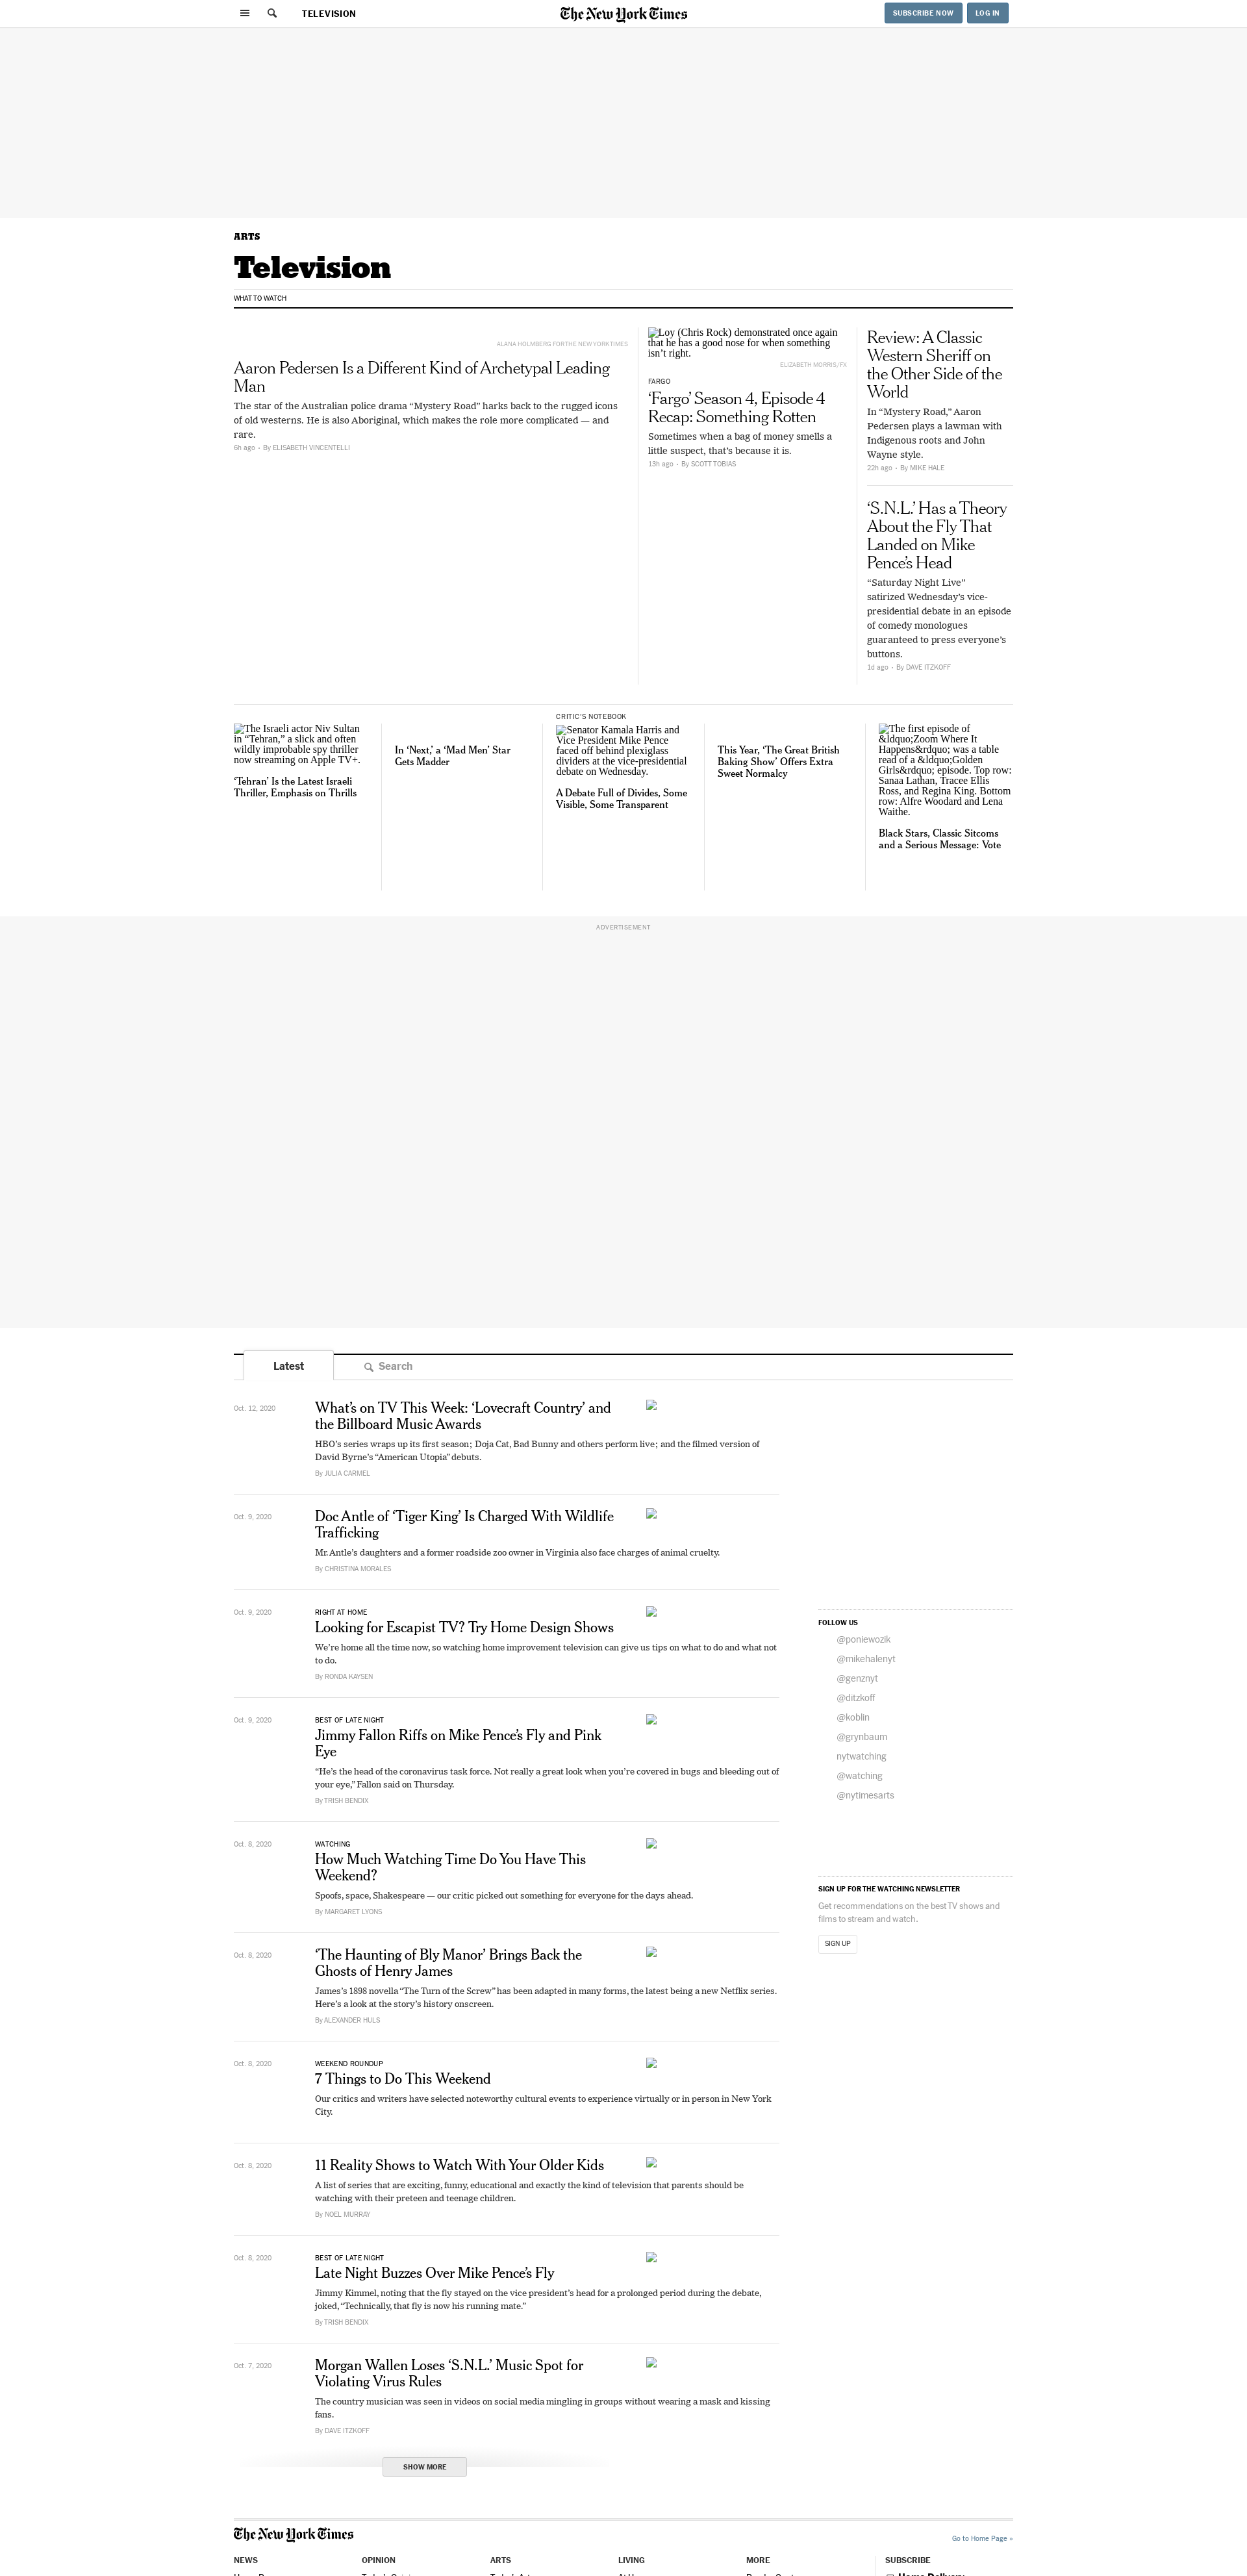 TELEVISION
The New York Times
SUBSCRIBE NOW
LOG IN
ARTS
Television
WHAT TO WATCH
ALANA HOLMBERG FOR THE NEW YORK TIMES
Aaron Pedersen Is a Different Kind of Archetypal Leading
Man
The star of the Australian police drama “Mystery Road” harks back to the rugged icons
of old westerns. He is also Aboriginal, which makes the role more complicated — and
rare.
6h ago · By ELISABETH VINCENTELLI
Loy (Chris Rock) demonstrated once again
that he has a good nose for when something
isn’t right.
ELIZABETH MORRIS/FX
FARGO
‘Fargo’ Season 4, Episode 4
Recap: Something Rotten
Sometimes when a bag of money smells a
little suspect, that’s because it is.
13h ago · By SCOTT TOBIAS
Review: A Classic
Western Sheriff on
the Other Side of the
World
In “Mystery Road,” Aaron
Pedersen plays a lawman with
Indigenous roots and John
Wayne style.
22h ago · By MIKE HALE
‘S.N.L.’ Has a Theory
About the Fly That
Landed on Mike
Pence’s Head
“Saturday Night Live”
satirized Wednesday’s vice-
presidential debate in an episode
of comedy monologues
guaranteed to press everyone’s
buttons.
1d ago · By DAVE ITZKOFF
The Israeli actor Niv Sultan
in “Tehran,” a slick and often
wildly improbable spy thriller
now streaming on Apple TV+.
‘Tehran’ Is the Latest Israeli
Thriller, Emphasis on Thrills
In ‘Next,’ a ‘Mad Men’ Star
Gets Madder
CRITIC’S NOTEBOOK
Senator Kamala Harris and
Vice President Mike Pence
faced off behind plexiglass
dividers at the vice-presidential
debate on Wednesday.
A Debate Full of Divides, Some
Visible, Some Transparent
This Year, ‘The Great British
Baking Show’ Offers Extra
Sweet Normalcy
The first episode of
&ldquo;Zoom Where It
Happens&rdquo; was a table
read of a &ldquo;Golden
Girls&rdquo; episode. Top row:
Sanaa Lathan, Tracee Ellis
Ross, and Regina King. Bottom
row: Alfre Woodard and Lena
Waithe.
Black Stars, Classic Sitcoms
and a Serious Message: Vote
ADVERTISEMENT
Latest
Search
Oct. 12, 2020
What’s on TV This Week: ‘Lovecraft Country’ and
the Billboard Music Awards
HBO’s series wraps up its first season; Doja Cat, Bad Bunny and others perform live; and the filmed version of
David Byrne’s “American Utopia” debuts.
By JULIA CARMEL
Oct. 9, 2020
Doc Antle of ‘Tiger King’ Is Charged With Wildlife
Trafficking
Mr. Antle’s daughters and a former roadside zoo owner in Virginia also face charges of animal cruelty.
By CHRISTINA MORALES
Oct. 9, 2020
RIGHT AT HOME
Looking for Escapist TV? Try Home Design Shows
We’re home all the time now, so watching home improvement television can give us tips on what to do and what not
to do.
By RONDA KAYSEN
Oct. 9, 2020
BEST OF LATE NIGHT
Jimmy Fallon Riffs on Mike Pence’s Fly and Pink
Eye
“He’s the head of the coronavirus task force. Not really a great look when you’re covered in bugs and bleeding out of
your eye,” Fallon said on Thursday.
By TRISH BENDIX
Oct. 8, 2020
WATCHING
How Much Watching Time Do You Have This
Weekend?
Spoofs, space, Shakespeare — our critic picked out something for everyone for the days ahead.
By MARGARET LYONS
Oct. 8, 2020
‘The Haunting of Bly Manor’ Brings Back the
Ghosts of Henry James
James’s 1898 novella “The Turn of the Screw” has been adapted in many forms, the latest being a new Netflix series.
Here’s a look at the story’s history onscreen.
By ALEXANDER HULS
Oct. 8, 2020
WEEKEND ROUNDUP
7 Things to Do This Weekend
Our critics and writers have selected noteworthy cultural events to experience virtually or in person in New York
City.
Oct. 8, 2020
11 Reality Shows to Watch With Your Older Kids
A list of series that are exciting, funny, educational and exactly the kind of television that parents should be
watching with their preteen and teenage children.
By NOEL MURRAY
Oct. 8, 2020
BEST OF LATE NIGHT
Late Night Buzzes Over Mike Pence’s Fly
Jimmy Kimmel, noting that the fly stayed on the vice president’s head for a prolonged period during the debate,
joked, “Technically, that fly is now his running mate.”
By TRISH BENDIX
Oct. 7, 2020
Morgan Wallen Loses ‘S.N.L.’ Music Spot for
Violating Virus Rules
The country musician was seen in videos on social media mingling in groups without wearing a mask and kissing
fans.
By DAVE ITZKOFF
SHOW MORE
FOLLOW US
@poniewozik
@mikehalenyt
@genznyt
@ditzkoff
@koblin
@grynbaum
nytwatching
@watching
@nytimesarts
SIGN UP FOR THE WATCHING NEWSLETTER
Get recommendations on the best TV shows and
films to stream and watch.
SIGN UP
The New York Times
Go to Home Page »
NEWS
OPINION
ARTS
LIVING
MORE
SUBSCRIBE